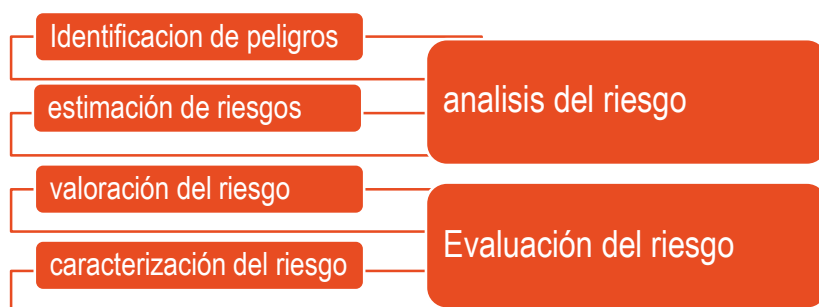 Identificacion de peligros
estimación de riesgos
analisis del riesgo
valoración del riesgo
caracterización del riesgo
Evaluación del riesgo